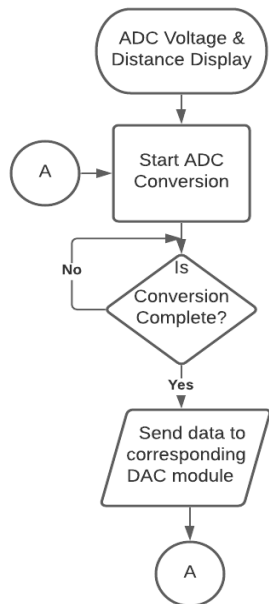 ADC Voltage &
Distance Display
A
Start ADC
Conversion
No
Is
Conversion
Complete?
Yes
Send data to
corresponding
DAC module
A